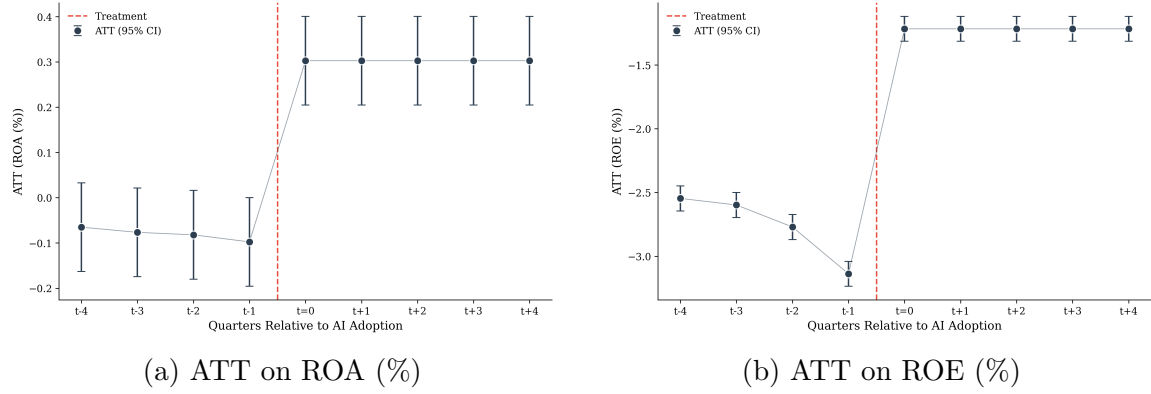 Treatment
ATT (95% CI)
0.4
0.3
0.2
0.1
0.0
−0.1
−0.2
ATT (ROA (%))
t-4
t-3
t-2
t-1
t=0
t+1
t+2
t+3
t+4
Quarters Relative to AI Adoption
(a) ATT on ROA (%)
Treatment
ATT (95% CI)
−1.5
−2.0
−2.5
−3.0
ATT (ROE (%))
t-4
t-3
t-2
t-1
t=0
t+1
t+2
t+3
t+4
Quarters Relative to AI Adoption
(b) ATT on ROE (%)